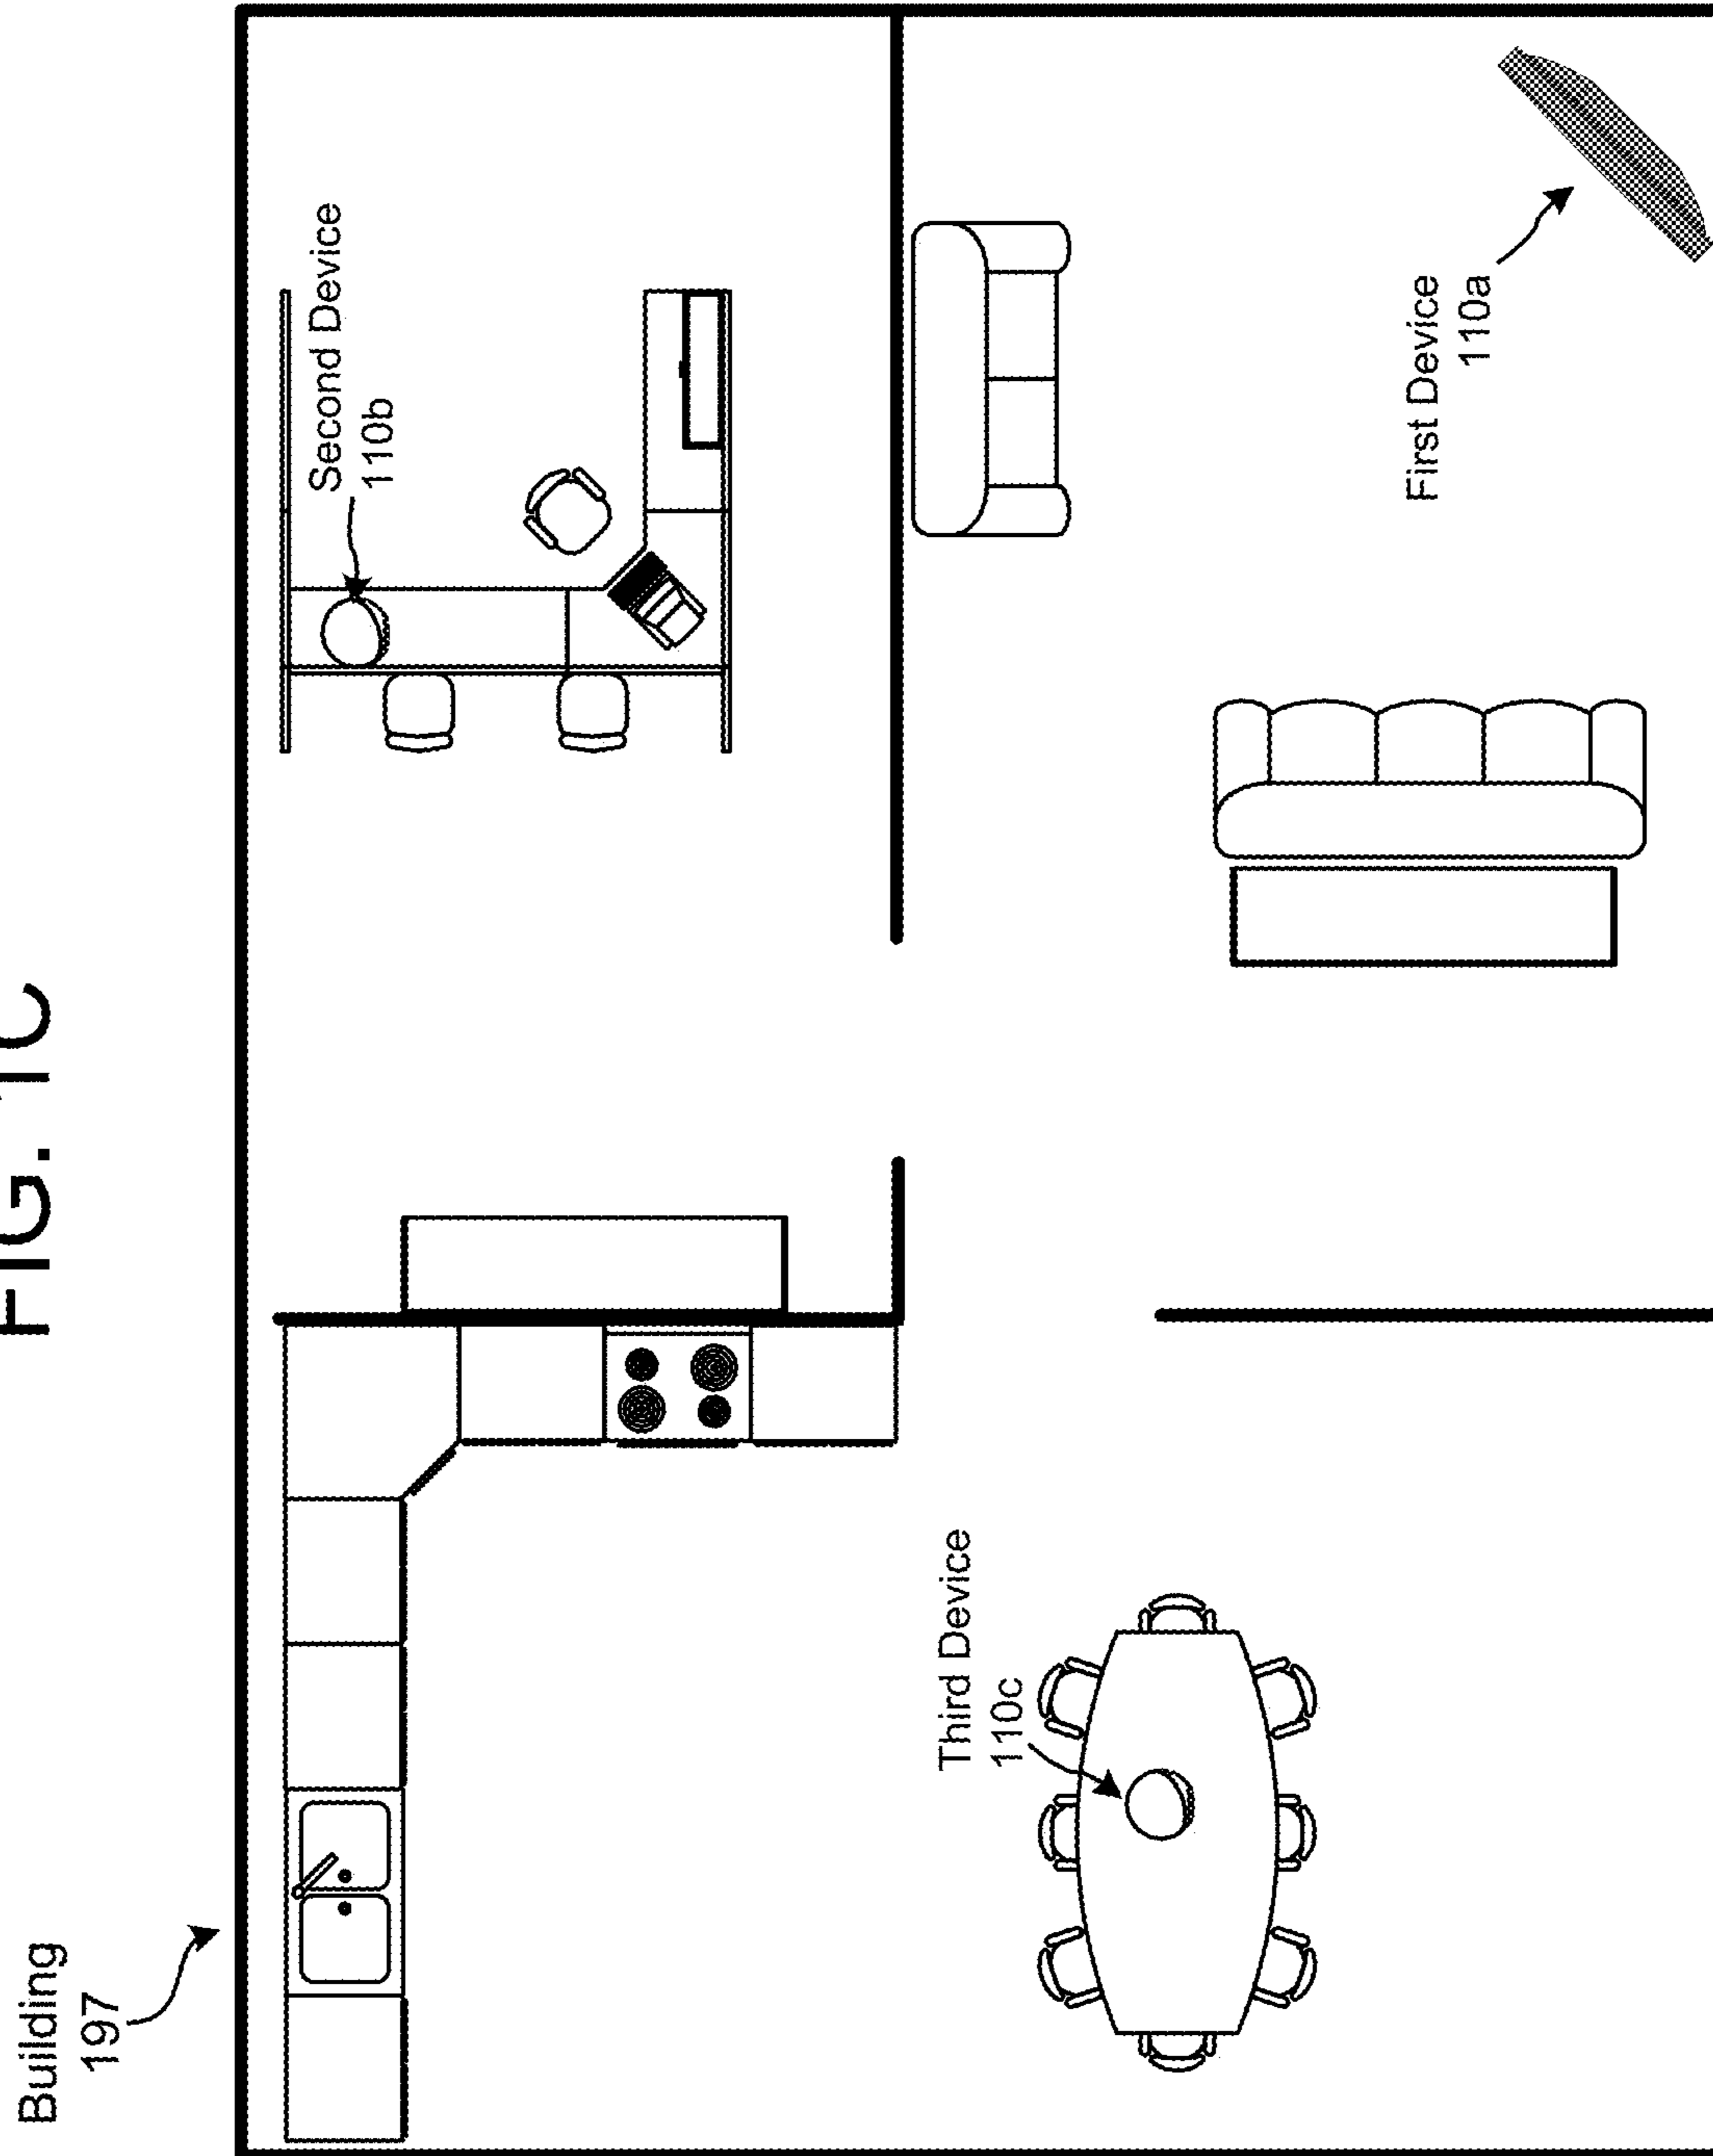 FIG. 1C
Building
197
Second Device
110b
First Device
110a
Third Device
110c